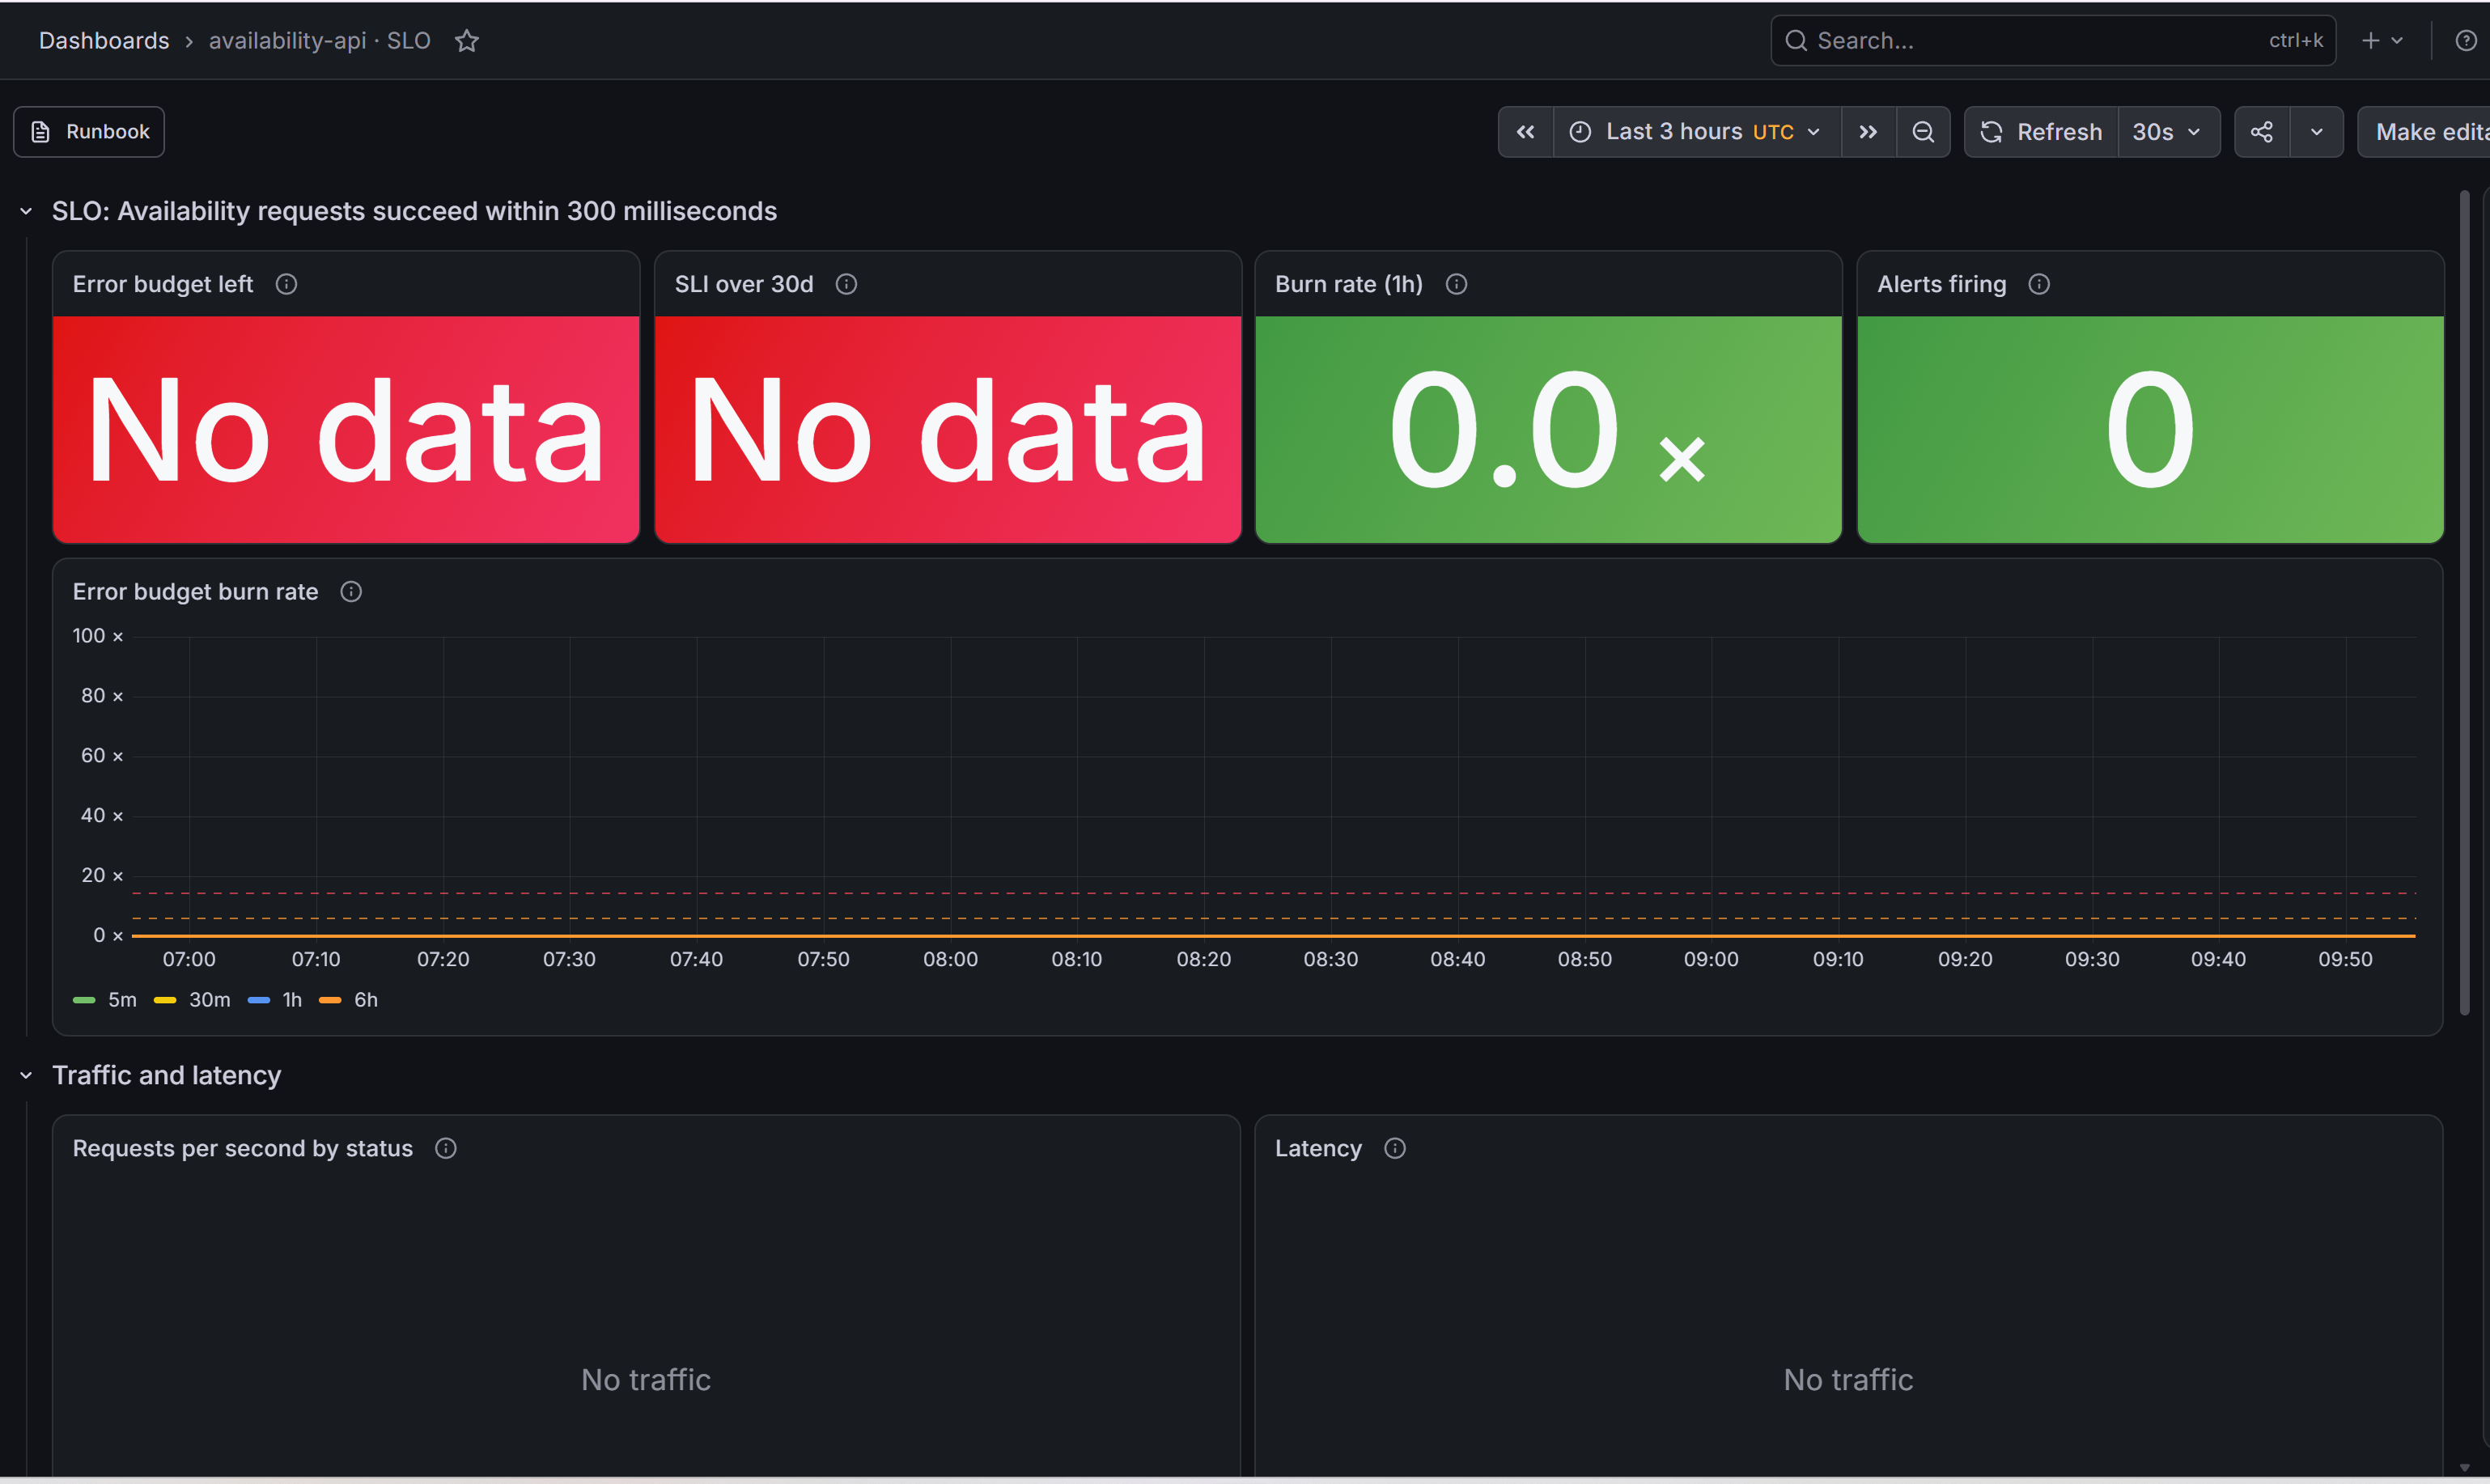 Dashboards › availability-api · SLO
Search... ctrl+k
Runbook
Last 3 hours UTC
Refresh 30s
SLO: Availability requests succeed within 300 milliseconds
Error budget left
No data
SLI over 30d
No data
Burn rate (1h)
0.0 ×
Alerts firing
0
Error budget burn rate
100 ×
80 ×
60 ×
40 ×
20 ×
0 ×
07:00 07:10 07:20 07:30 07:40 07:50 08:00 08:10 08:20 08:30 08:40 08:50 09:00 09:10 09:20 09:30 09:40 09:50
5m 30m 1h 6h
Traffic and latency
Requests per second by status
No traffic
Latency
No traffic